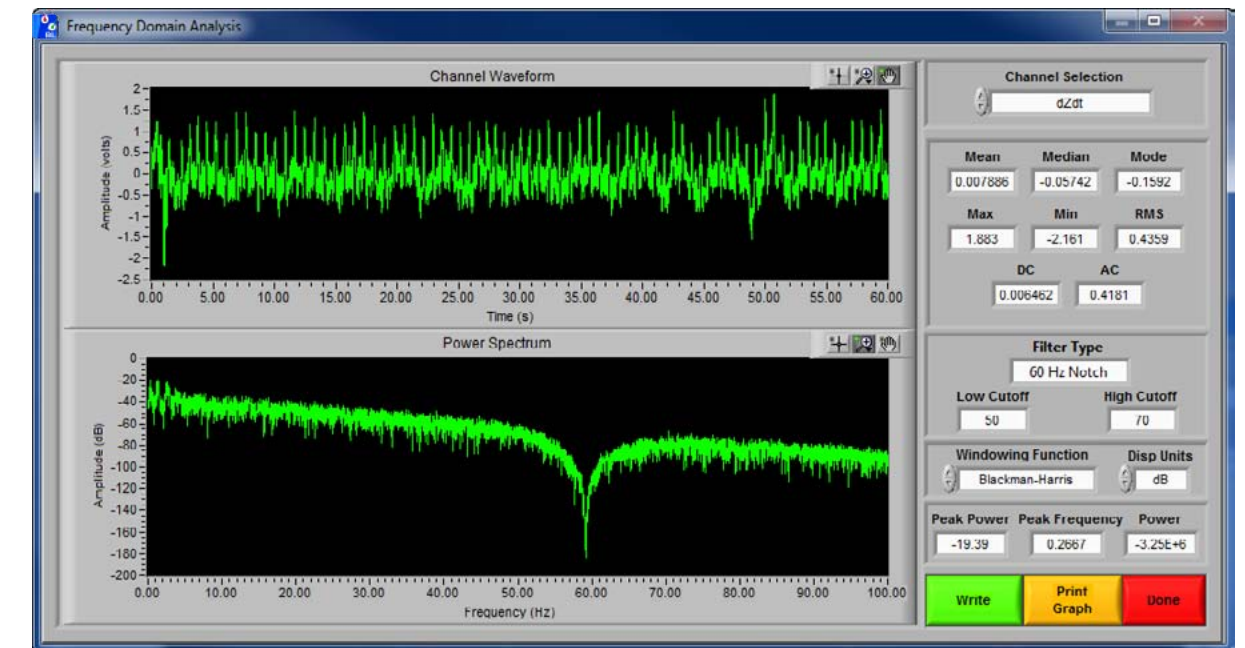 Frequency Domain Analysis
Channel Waveform
Amplitude (volts)
2
1.5
1
0.5
0
-0.5
-1
-1.5
-2
-2.5
0.00 5.00 10.00 15.00 20.00 25.00 30.00 35.00 40.00 45.00 50.00 55.00 60.00
Time (s)
Power Spectrum
Amplitude (dB)
0
-20
-40
-60
-80
-100
-120
-140
-160
-180
-200
0.00 10.00 20.00 30.00 40.00 50.00 60.00 70.00 80.00 90.00 100.00
Frequency (Hz)
Channel Selection
dZdt
Mean Median Mode
0.007886 -0.05742 -0.1592
Max Min RMS
1.883 -2.161 0.4359
DC AC
0.006462 0.4181
Filter Type
60 Hz Notch
Low Cutoff High Cutoff
50 70
Windowing Function Disp Units
Blackman-Harris dB
Peak Power Peak Frequency Power
-19.39 0.2667 -3.25E+6
Write Print Graph Done